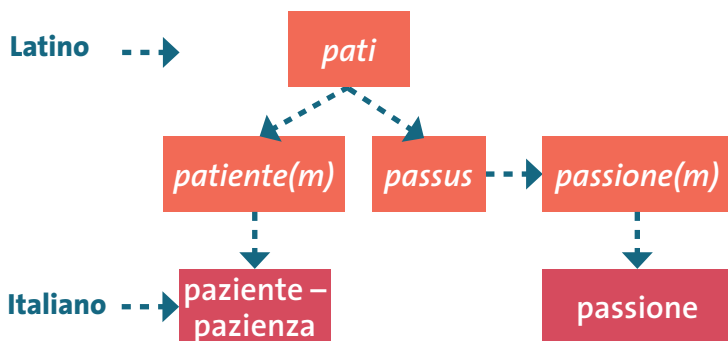 Latino
pati
patiente(m)
passus
passione(m)
Italiano
paziente –
pazienza
passione